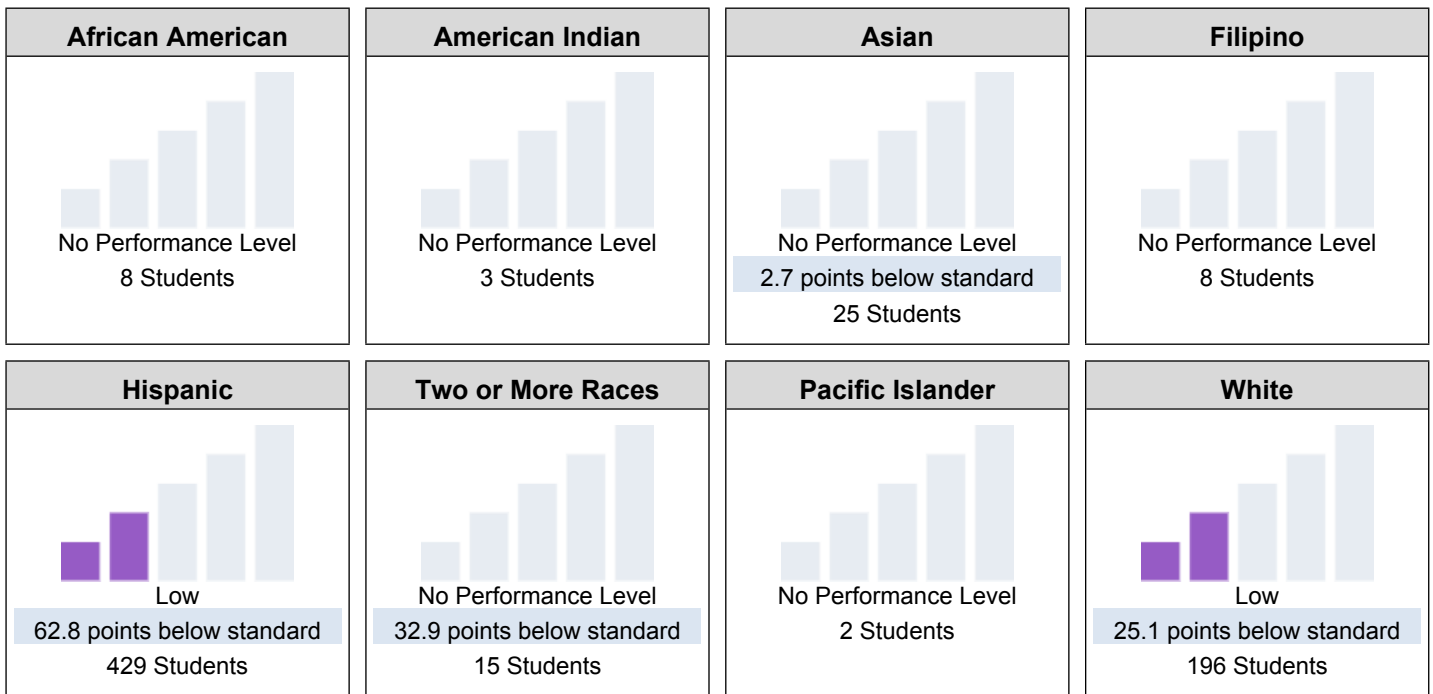 African American
No Performance Level
8 Students
American Indian
No Performance Level
3 Students
Asian
No Performance Level
2.7 points below standard
25 Students
Filipino
No Performance Level
8 Students
Hispanic
Low
62.8 points below standard
429 Students
Two or More Races
No Performance Level
32.9 points below standard
15 Students
Pacific Islander
No Performance Level
2 Students
White
Low
25.1 points below standard
196 Students